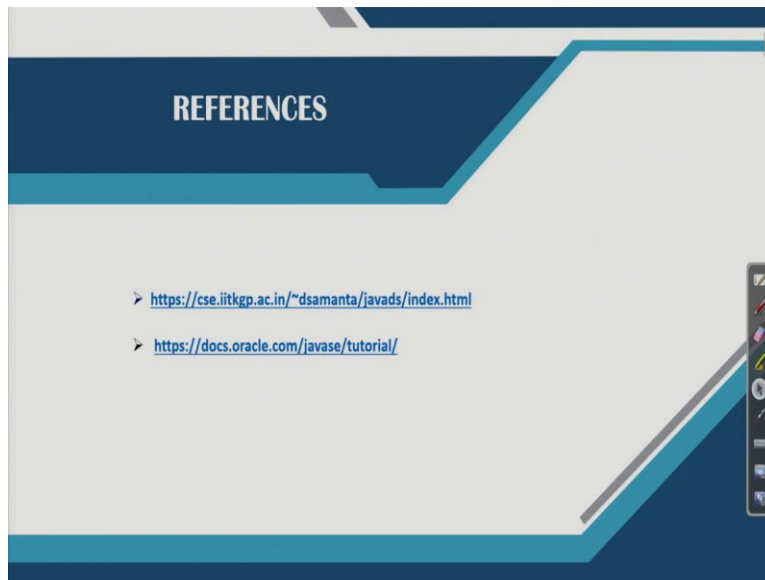 REFERENCES
https://cse.iitkgp.ac.in/~dsamanta/javads/index.html
https://docs.oracle.com/javase/tutorial/